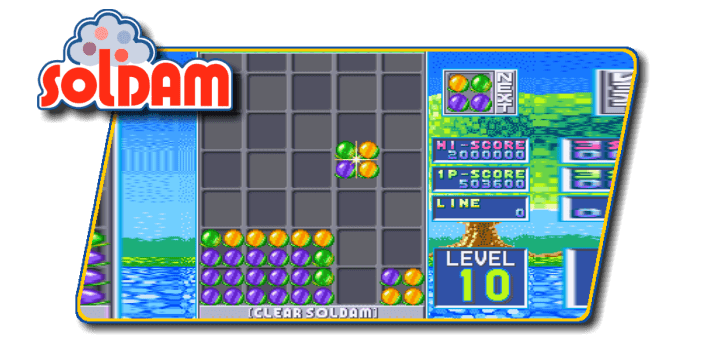 SOLDAM
NEXT
HI-SCORE
2000000
1P-SCORE
503600
LINE
0
LEVEL
10
[CLEAR SOLDAM]